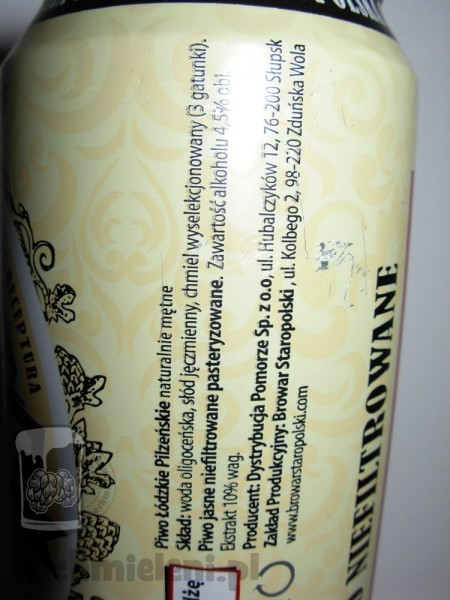 Piwo Łódzkie Pilzeńskie naturalnie mętne
Skład: woda oligoceńska, słód jęczmienny, chmiel wyselekcjonowany (3 gatunki).
Piwo jasne niefiltrowane pasteryzowane. Zawartość alkoholu 4,5% obj.
Ekstrakt 10% wag.
Producent: Dystrybucja Pomorze Sp. z o.o, ul. Hubalczyków 12, 76-200 Słupsk
Zakład Produkcyjny: Browar Staropolski, ul. Kolbego 2, 98-220 Zduńska Wola
www.browarstaropolski.com
NIEFILTROWANE
RECEPTURA